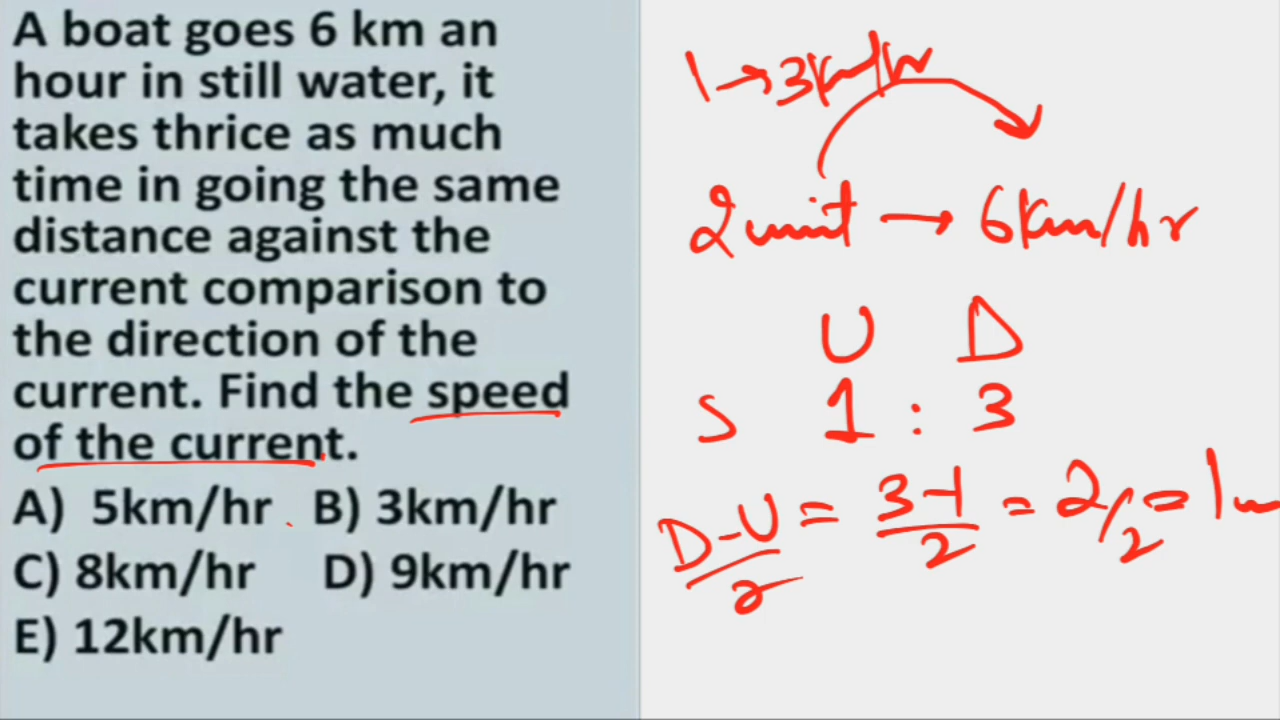 A boat goes 6 km an
hour in still water, it
takes thrice as much
time in going the same
distance against the
current comparison to
the direction of the
current. Find the speed
of the current.
A) 5km/hr B) 3km/hr
C) 8km/hr D) 9km/hr
E) 12km/hr
1→3km/hr
2unit → 6km/hr
U D
S 1 : 3
D-U/2 = 3-1/2 = 2/2 = 1